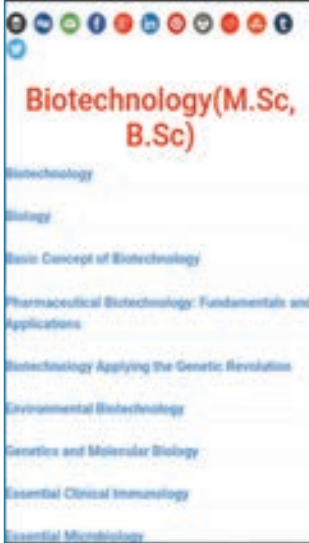 Biotechnology(M.Sc,
B.Sc)
Biotechnology
Biology
Basic Concept of Biotechnology
Pharmaceutical Biotechnology: Fundamentals and
Applications
Biotechnology Applying the Genetic Revolution
Environmental Biotechnology
Genetics and Molecular Biology
Essential Clinical Immunology
Essential Microbiology